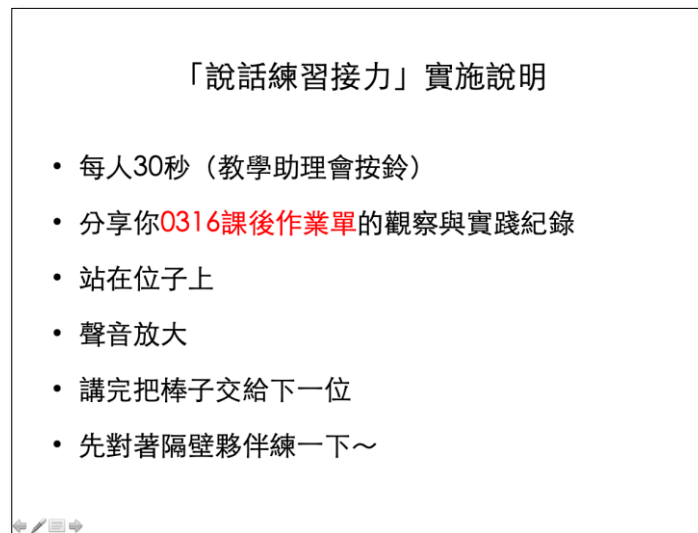 「說話練習接力」實施說明
• 每人30秒（教學助理會按鈴）
• 分享你0316課後作業單的觀察與實踐紀錄
• 站在位子上
• 聲音放大
• 講完把棒子交給下一位
• 先對著隔壁夥伴練一下～